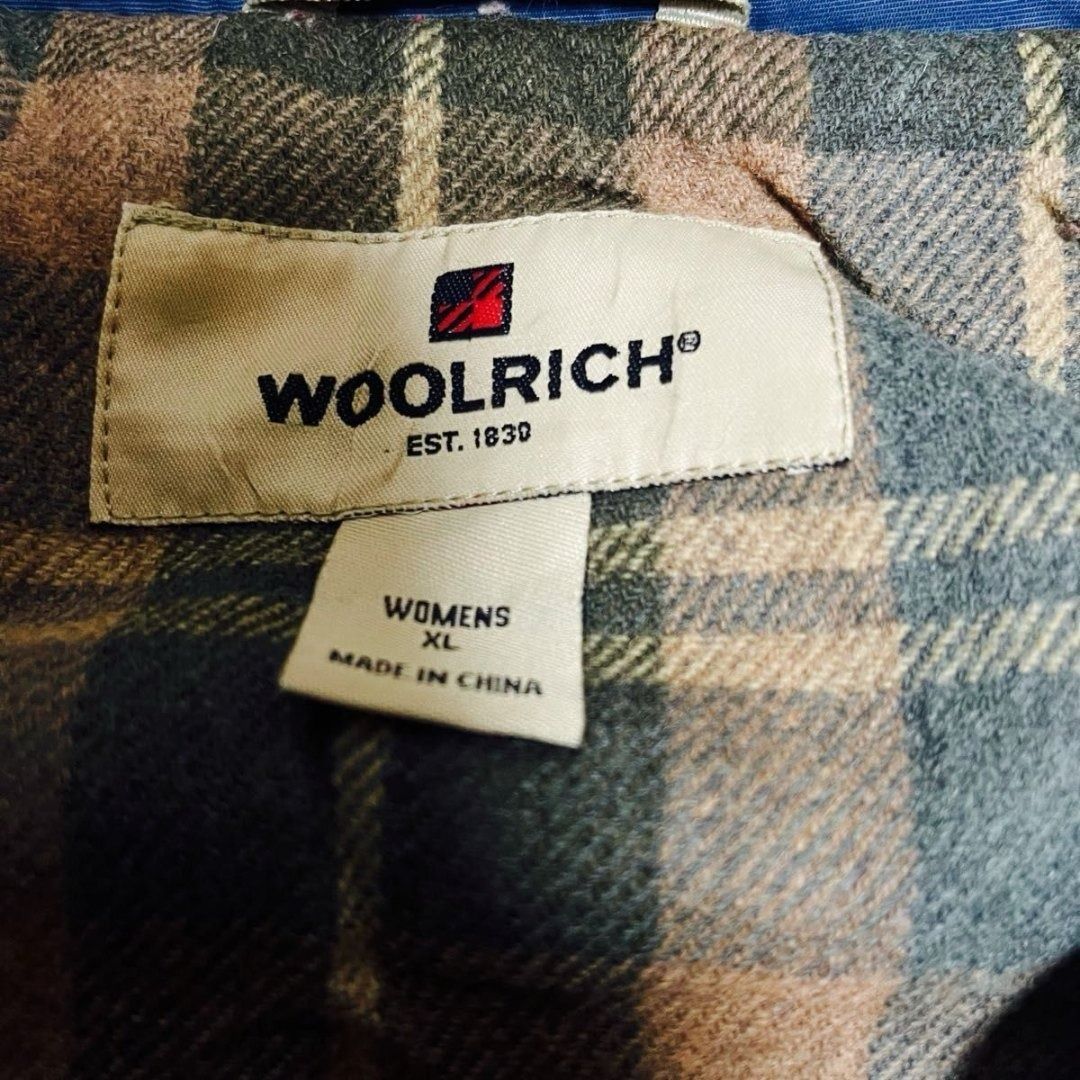 WOOLRICH®
EST. 1830
WOMENS
XL
MADE IN CHINA